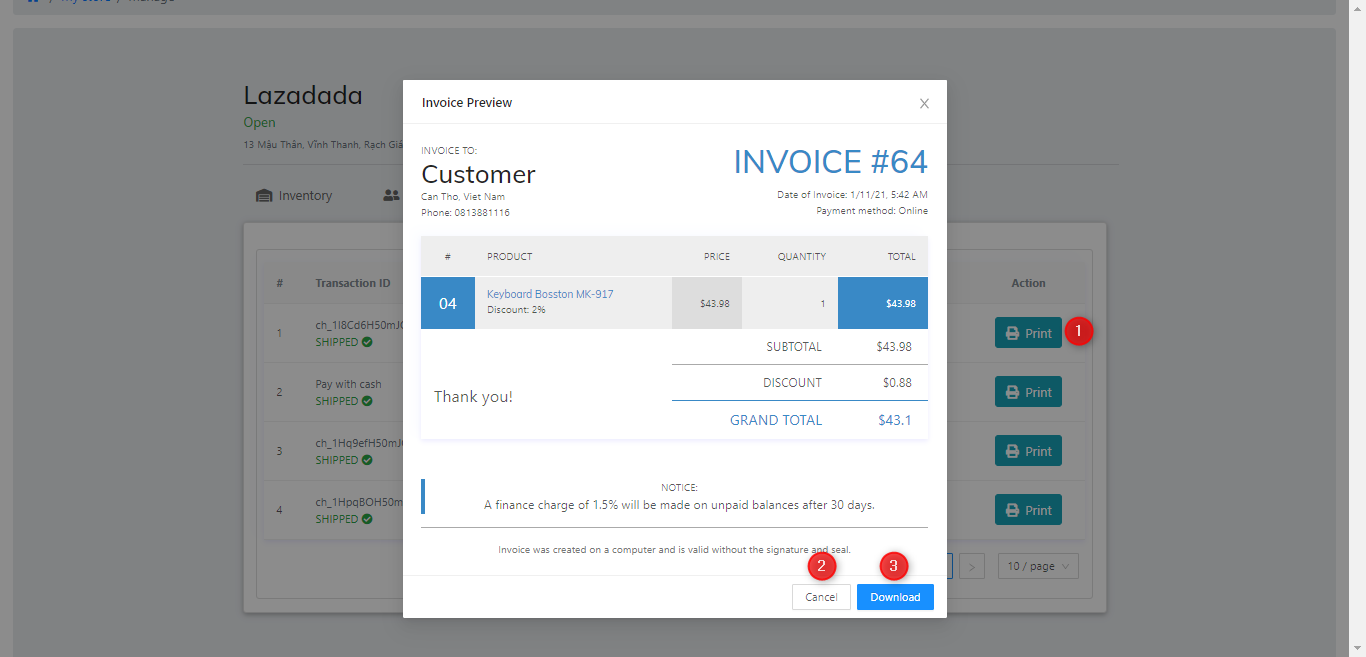 My Store / Manage
Lazadada
Open
13 Mậu Thân, Vĩnh Thanh, Rạch Giá
Inventory
# Transaction ID Action
1 ch_1I8Cd6H50mJ Print 1
SHIPPED
2 Pay with cash Print
SHIPPED
3 ch_1Hq9efH50mJ Print
SHIPPED
4 ch_1HpqBOH50m Print
SHIPPED
> 10 / page
Invoice Preview
INVOICE TO:
Customer
Can Tho, Viet Nam
Phone: 0813881116
INVOICE #64
Date of Invoice: 1/11/21, 5:42 AM
Payment method: Online
# PRODUCT PRICE QUANTITY TOTAL
04 Keyboard Bosston MK-917 $43.98 1 $43.98
Discount: 2%
SUBTOTAL $43.98
DISCOUNT $0.88
Thank you!
GRAND TOTAL $43.1
NOTICE:
A finance charge of 1.5% will be made on unpaid balances after 30 days.
Invoice was created on a computer and is valid without the signature and seal.
2 3
Cancel Download